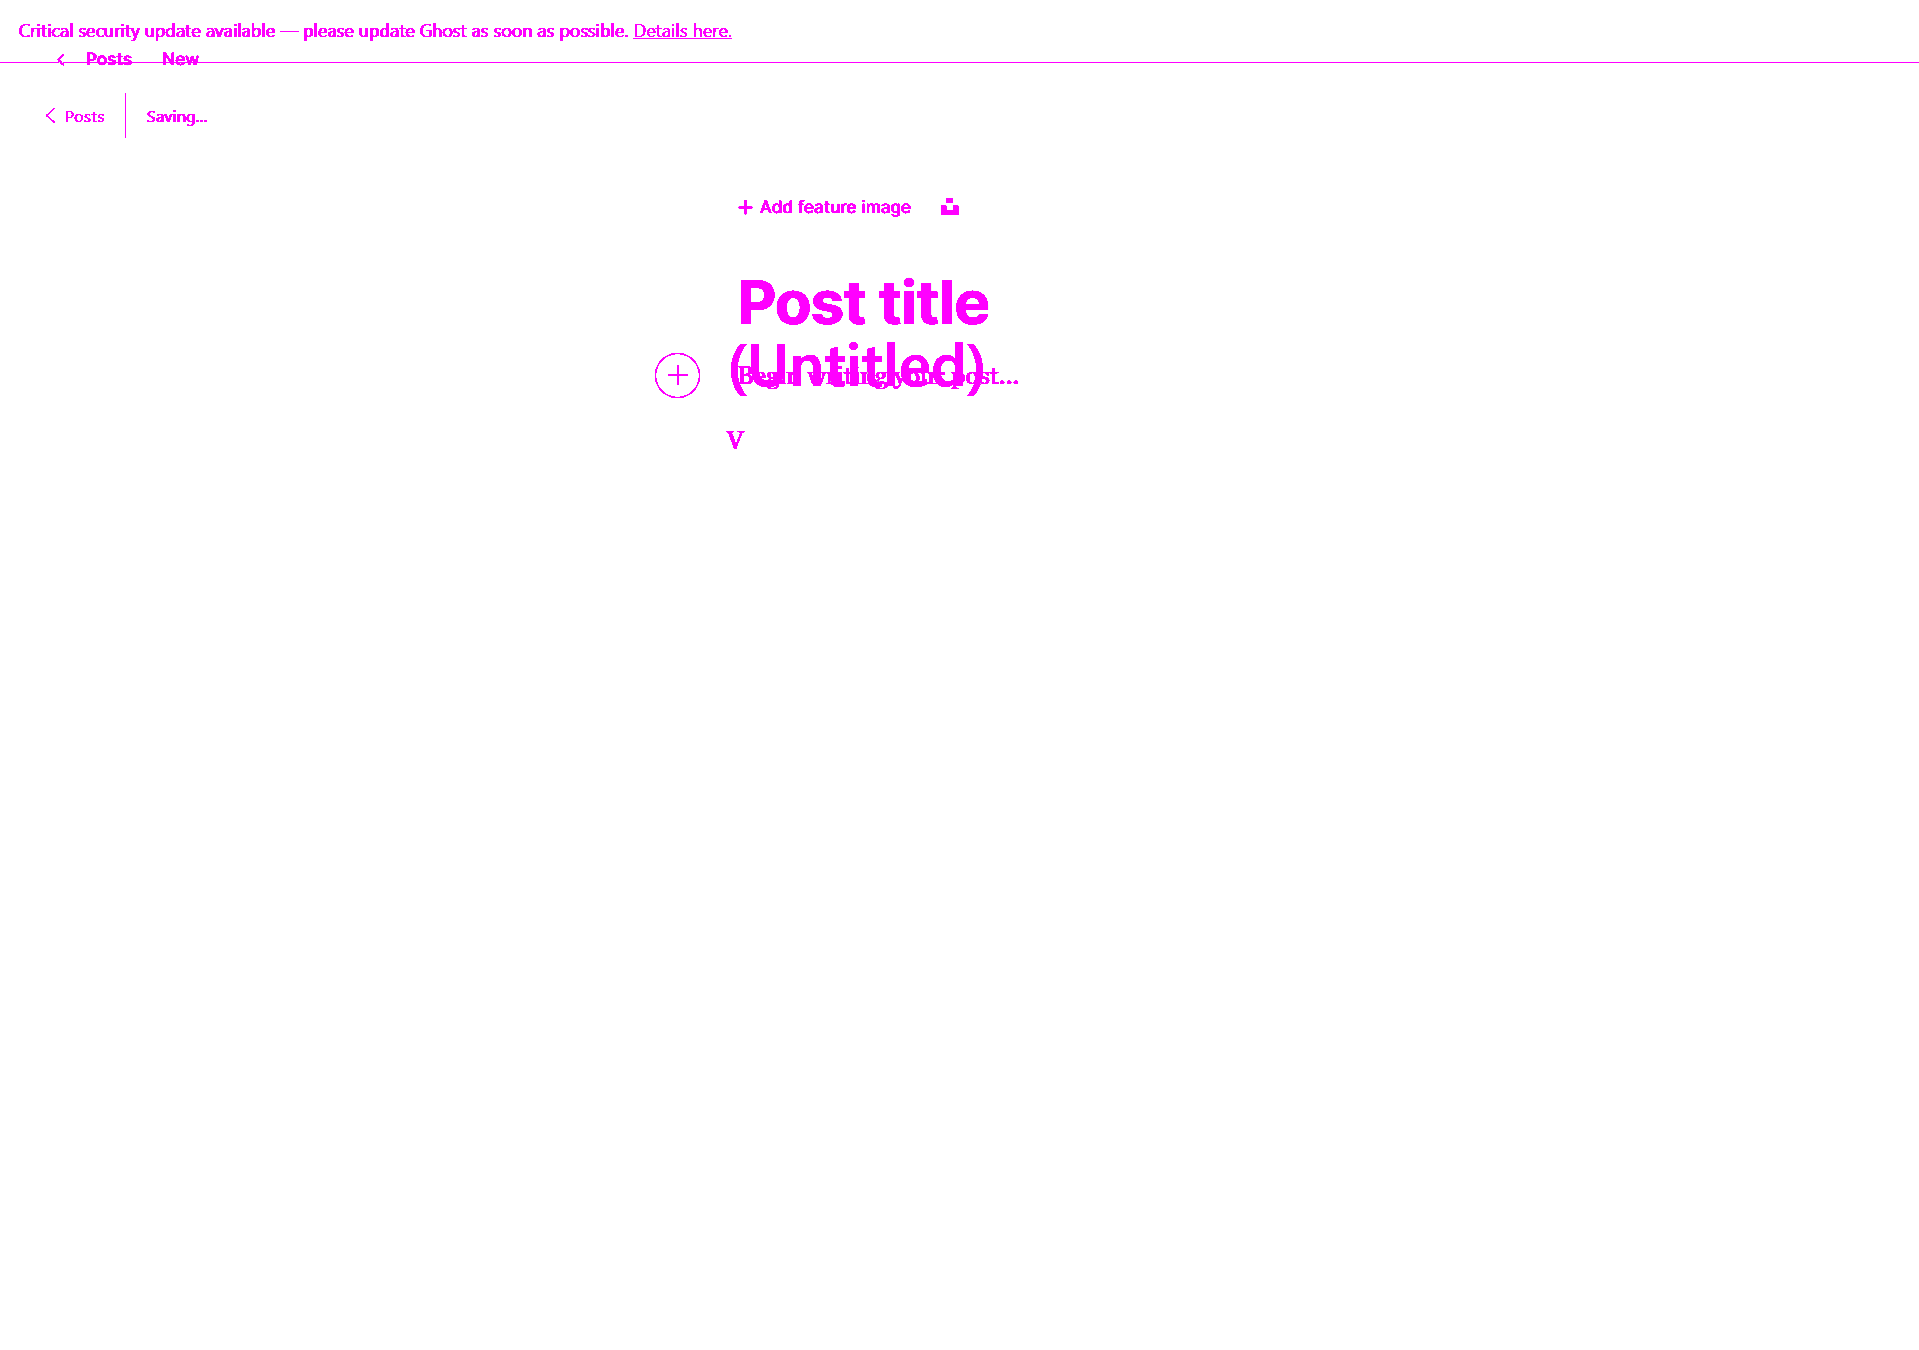 Critical security update available — please update Ghost as soon as possible. Details here.
Posts New
Posts Saving...
Add feature image
Post title
(Untitled)
Begin writing your post...
V